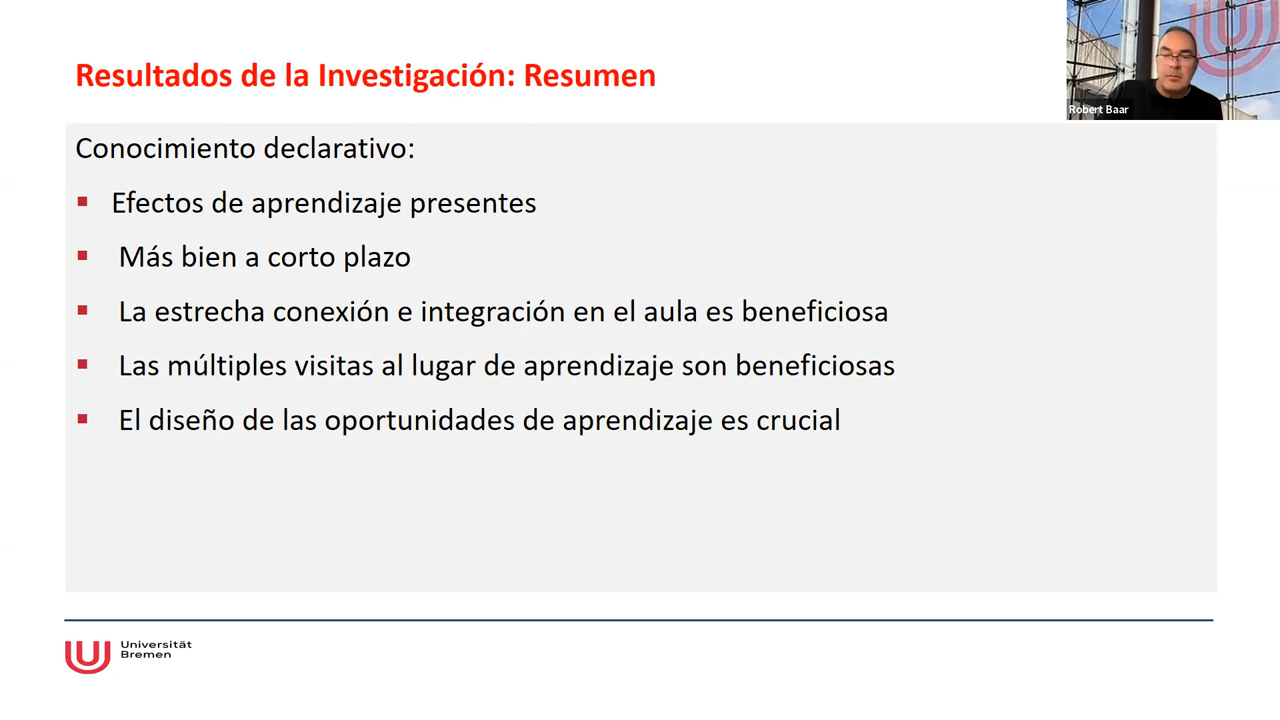 Resultados de la Investigación: Resumen
Robert Baar
Conocimiento declarativo:
▪ Efectos de aprendizaje presentes
▪ Más bien a corto plazo
▪ La estrecha conexión e integración en el aula es beneficiosa
▪ Las múltiples visitas al lugar de aprendizaje son beneficiosas
▪ El diseño de las oportunidades de aprendizaje es crucial
Universität
Bremen